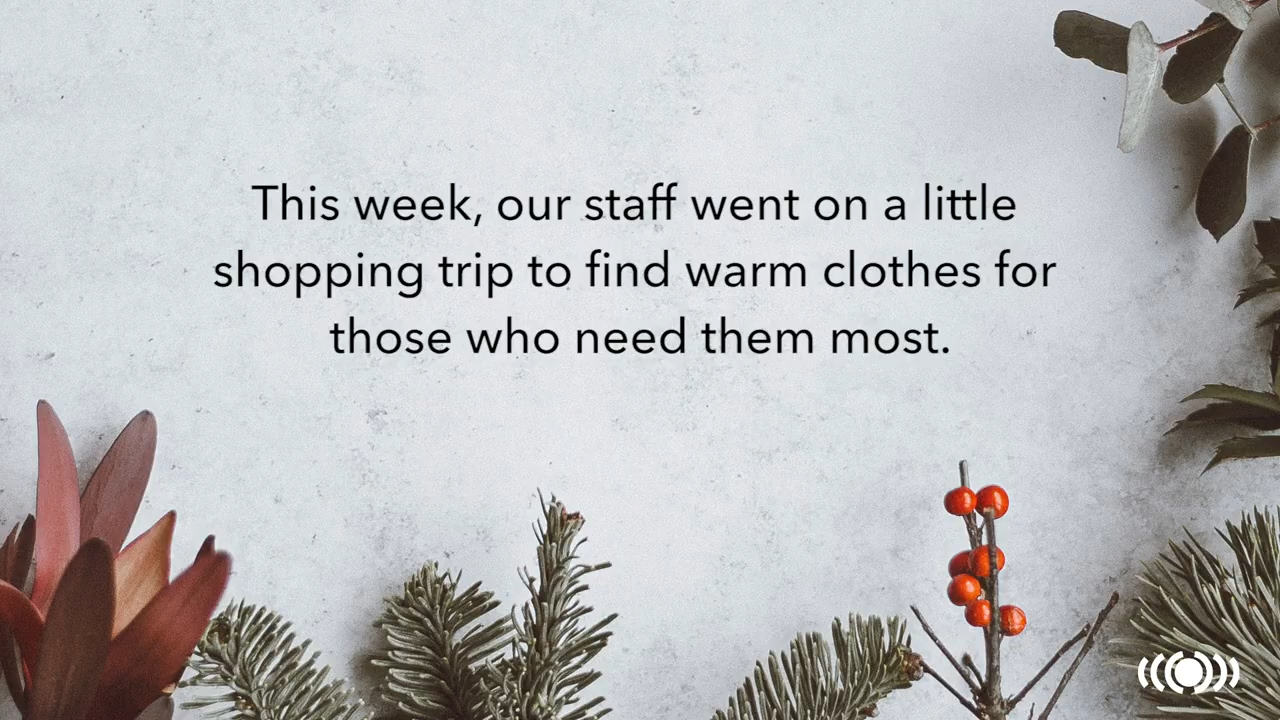 This week, our staff went on a little
shopping trip to find warm clothes for
those who need them most.